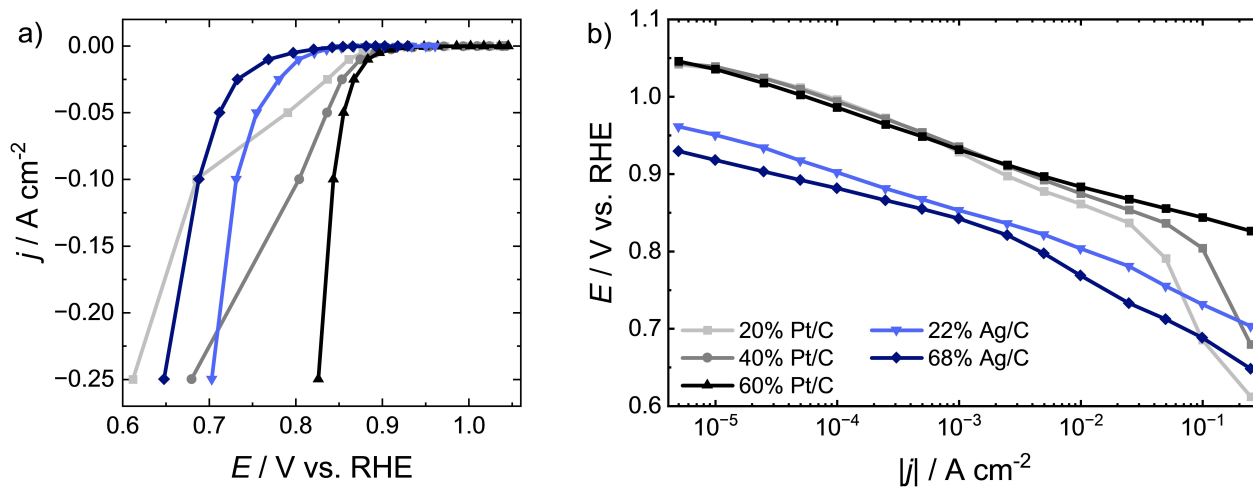 a)
0.00
−0.05
−0.10
−0.15
−0.20
−0.25
j / A cm⁻²
0.6 0.7 0.8 0.9 1.0
E / V vs. RHE
b)
1.1
1.0
0.9
0.8
0.7
0.6
E / V vs. RHE
20% Pt/C
40% Pt/C
60% Pt/C
22% Ag/C
68% Ag/C
10⁻⁵ 10⁻⁴ 10⁻³ 10⁻² 10⁻¹
|j| / A cm⁻²